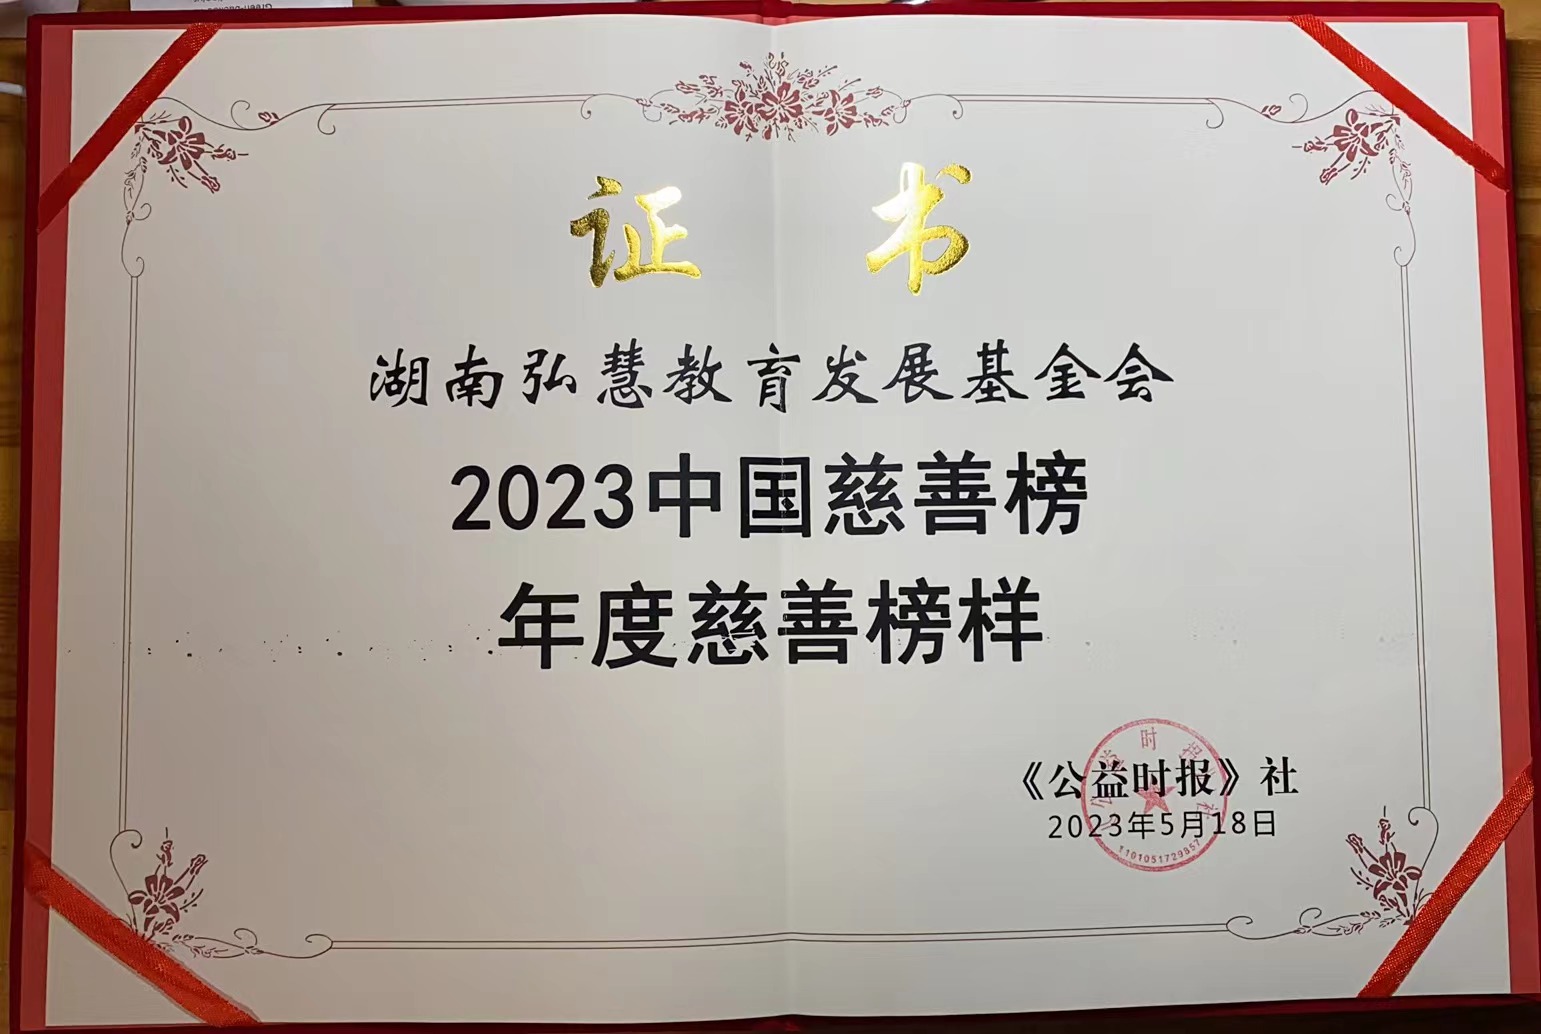 证 书
湖南弘慧教育发展基金会
2023中国慈善榜
年度慈善榜样
《公益时报》社
2023年5月18日
1101051729857